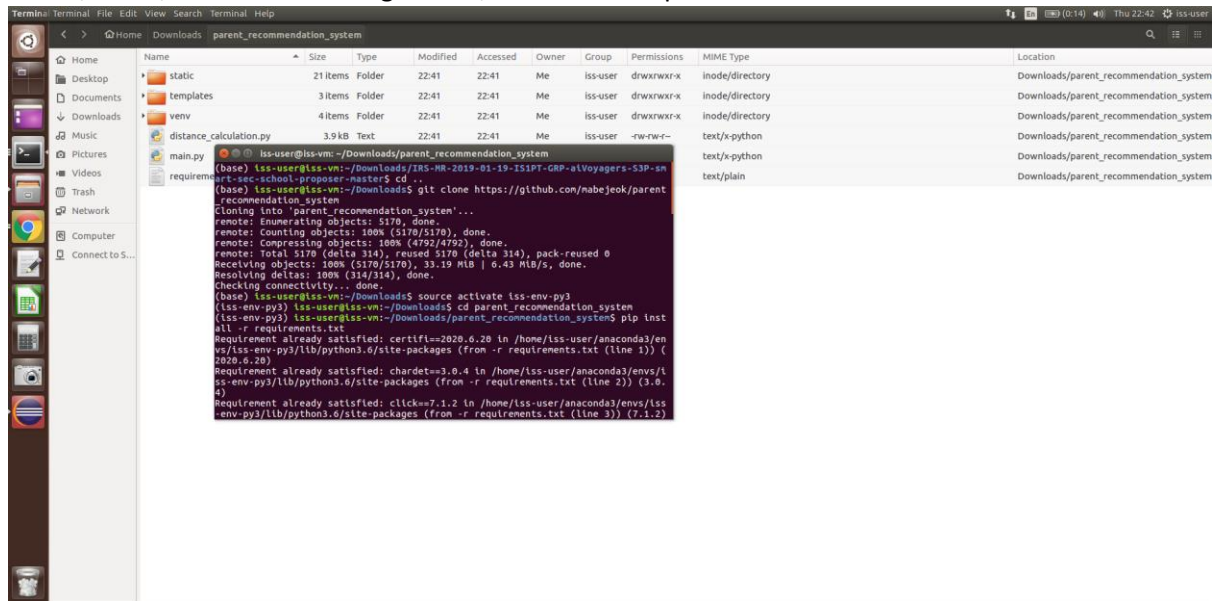 Terminal Terminal File Edit View Search Terminal Help En (0:14) Thu 22:42 iss-user
Home Downloads parent_recommendation_system
Home
Desktop
Documents
Downloads
Music
Pictures
Videos
Trash
Network
Computer
Connect to S...
Name Size Type Modified Accessed Owner Group Permissions MIME Type Location
static 21 items Folder 22:41 22:41 Me iss-user drwxrwxr-x inode/directory Downloads/parent_recommendation_system
templates 3 items Folder 22:41 22:41 Me iss-user drwxrwxr-x inode/directory Downloads/parent_recommendation_system
venv 4 items Folder 22:41 22:41 Me iss-user drwxrwxr-x inode/directory Downloads/parent_recommendation_system
distance_calculation.py 3.9 kB Text 22:41 22:41 Me iss-user -rw-rw-r-- text/x-python Downloads/parent_recommendation_system
main.py text/x-python Downloads/parent_recommendation_system
requireme text/plain Downloads/parent_recommendation_system
iss-user@iss-vm: ~/Downloads/parent_recommendation_system
(base) iss-user@iss-vm:~/Downloads/IRS-MR-2019-01-19-IS1PT-GRP-aiVoyagers-S3P-sm
art-sec-school-proposer-master$ cd ..
(base) iss-user@iss-vm:~/Downloads$ git clone https://github.com/mabejeok/parent
_recommendation_system
Cloning into 'parent_recommendation_system'...
remote: Enumerating objects: 5170, done.
remote: Counting objects: 100% (5170/5170), done.
remote: Compressing objects: 100% (4792/4792), done.
remote: Total 5170 (delta 314), reused 5170 (delta 314), pack-reused 0
Receiving objects: 100% (5170/5170), 33.19 MiB | 6.43 MiB/s, done.
Resolving deltas: 100% (314/314), done.
Checking connectivity... done.
(base) iss-user@iss-vm:~/Downloads$ source activate iss-env-py3
(iss-env-py3) iss-user@iss-vm:~/Downloads$ cd parent_recommendation_system
(iss-env-py3) iss-user@iss-vm:~/Downloads/parent_recommendation_system$ pip inst
all -r requirements.txt
Requirement already satisfied: certifi==2020.6.20 in /home/iss-user/anaconda3/en
vs/iss-env-py3/lib/python3.6/site-packages (from -r requirements.txt (line 1)) (
2020.6.20)
Requirement already satisfied: chardet==3.0.4 in /home/iss-user/anaconda3/envs/i
ss-env-py3/lib/python3.6/site-packages (from -r requirements.txt (line 2)) (3.0.
4)
Requirement already satisfied: click==7.1.2 in /home/iss-user/anaconda3/envs/iss
-env-py3/lib/python3.6/site-packages (from -r requirements.txt (line 3)) (7.1.2)